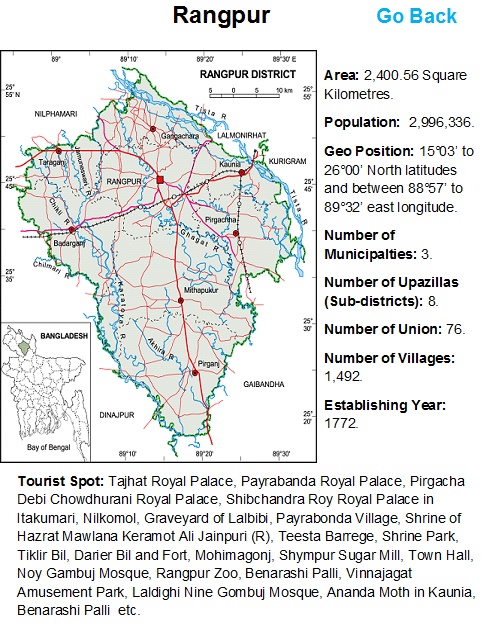 Rangpur
Go Back
89°
89°10'
89°20'
89°30' E
RANGPUR DISTRICT
5 0 5 10 km
25°
55' N
25°
55'
NILPHAMARI
Tista R
Gangachara
LALMONIRHAT
Taraganj
Kaunia
KURIGRAM
RANGPUR
25°
45'
25°
45'
Tista R
Chikli R
Pirgachha
Badarganj
Ghagat R
25°
35'
Chilmari R
Karatoya R
Mithapukur
25°
30'
BANGLADESH
Akhira R
Pirganj
GAIBANDHA
DINAJPUR
25°
20'
Bay of Bengal
89°10'
89°20'
89°30'
Area: 2,400.56 Square
Kilometres.
Population: 2,996,336.
Geo Position: 15°03’ to
26°00’ North latitudes
and between 88°57’ to
89°32’ east longitude.
Number of
Municipalties: 3.
Number of Upazillas
(Sub-districts): 8.
Number of Union: 76.
Number of Villages:
1,492.
Establishing Year:
1772.
Tourist Spot: Tajhat Royal Palace, Payrabanda Royal Palace, Pirgacha
Debi Chowdhurani Royal Palace, Shibchandra Roy Royal Palace in
Itakumari, Nilkomol, Graveyard of Lalbibi, Payrabonda Village, Shrine of
Hazrat Mawlana Keramot Ali Jainpuri (R), Teesta Barrege, Shrine Park,
Tiklir Bil, Darier Bil and Fort, Mohimagonj, Shympur Sugar Mill, Town Hall,
Noy Gambuj Mosque, Rangpur Zoo, Benarashi Palli, Vinnajagat
Amusement Park, Laldighi Nine Gombuj Mosque, Ananda Moth in Kaunia,
Benarashi Palli etc.